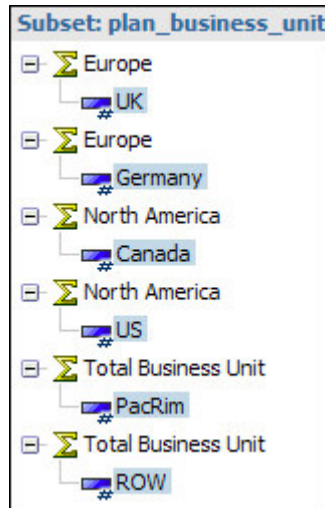 Subset: plan_business_unit
Europe
UK
Europe
Germany
North America
Canada
North America
US
Total Business Unit
PacRim
Total Business Unit
ROW